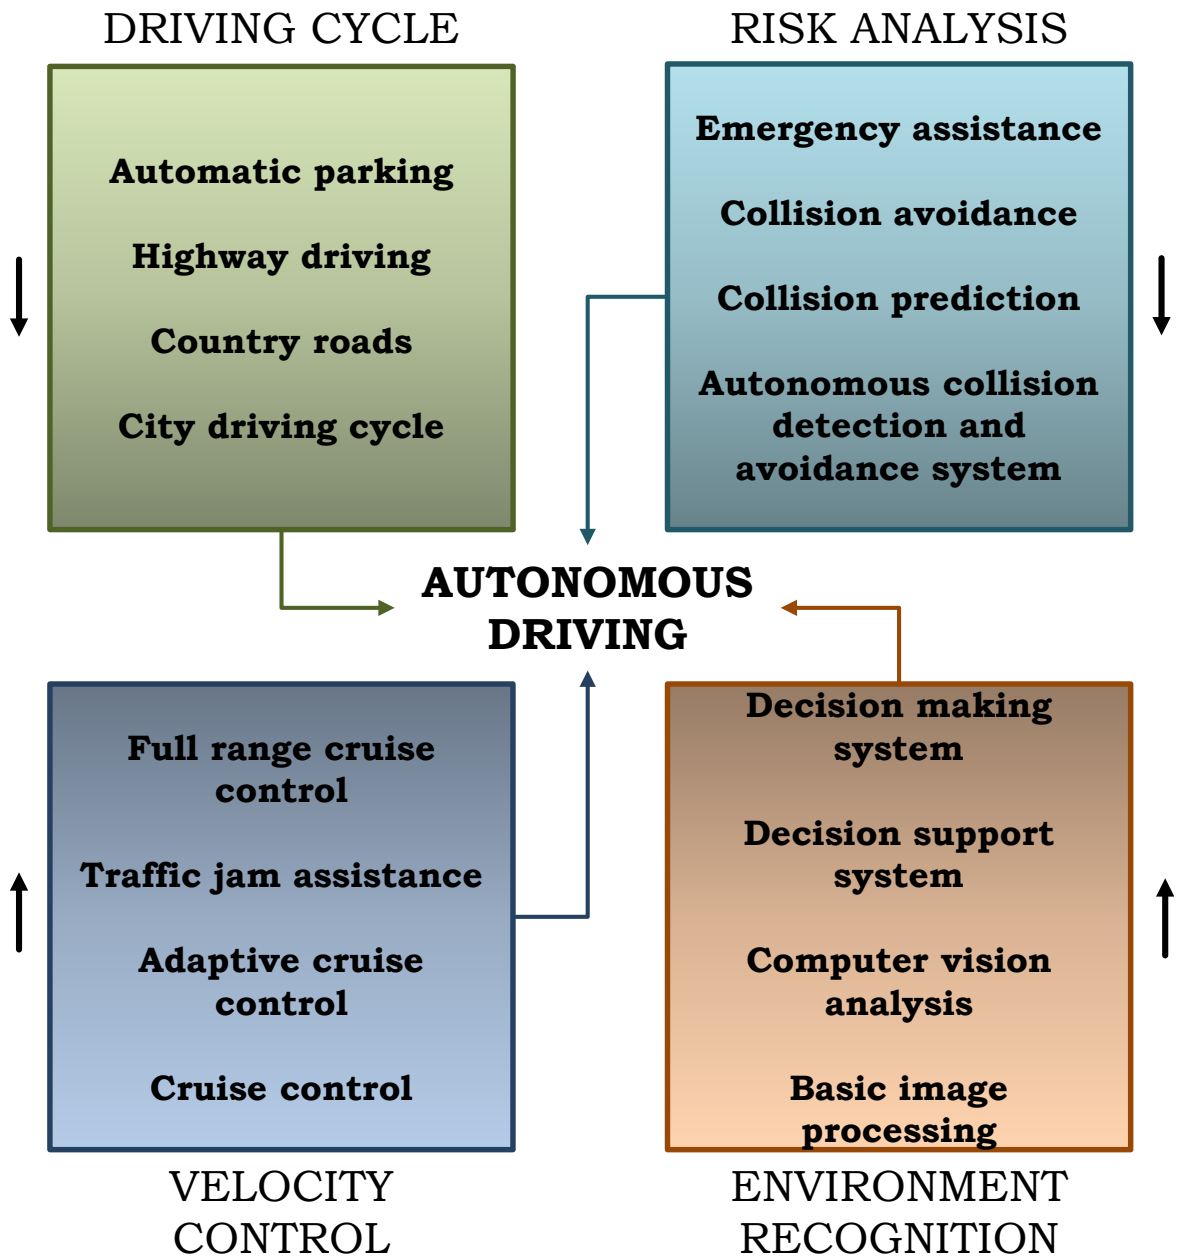 DRIVING CYCLE
Automatic parking
Highway driving
Country roads
City driving cycle
RISK ANALYSIS
Emergency assistance
Collision avoidance
Collision prediction
Autonomous collision
detection and
avoidance system
AUTONOMOUS
DRIVING
Full range cruise
control
Traffic jam assistance
Adaptive cruise
control
Cruise control
VELOCITY
CONTROL
Decision making
system
Decision support
system
Computer vision
analysis
Basic image
processing
ENVIRONMENT
RECOGNITION